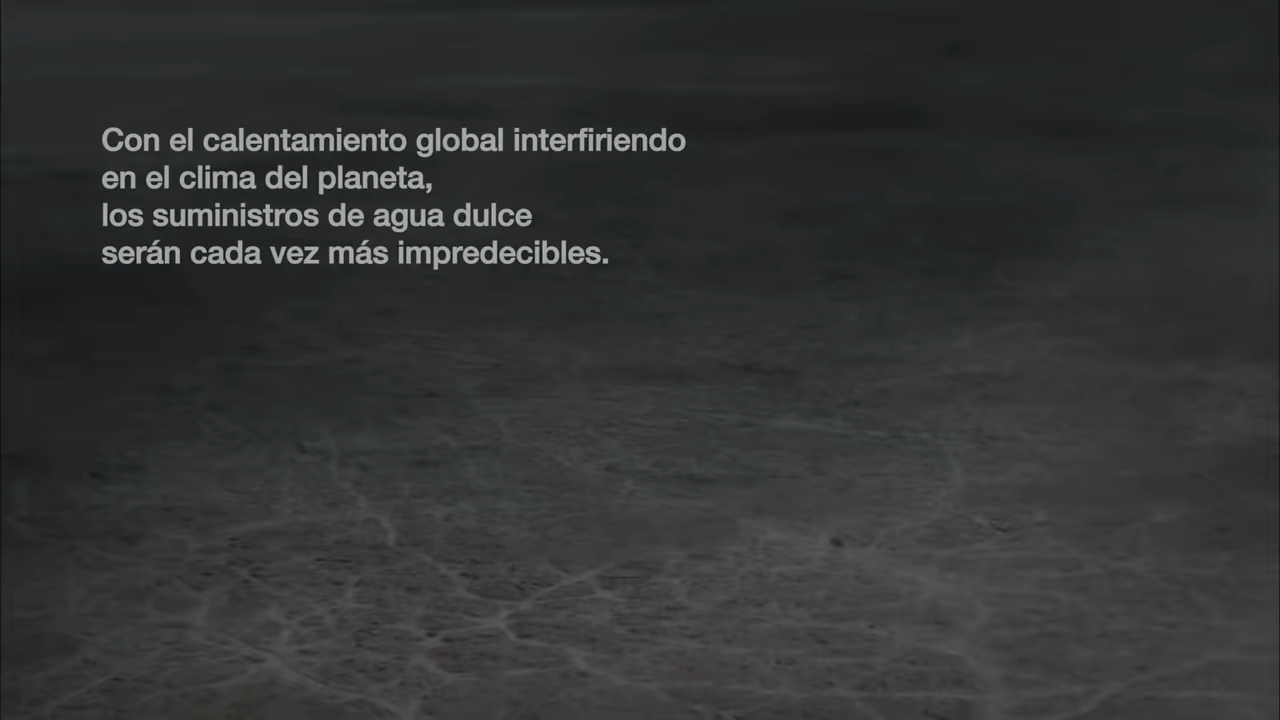 Con el calentamiento global interfiriendo
en el clima del planeta,
los suministros de agua dulce
serán cada vez más impredecibles.